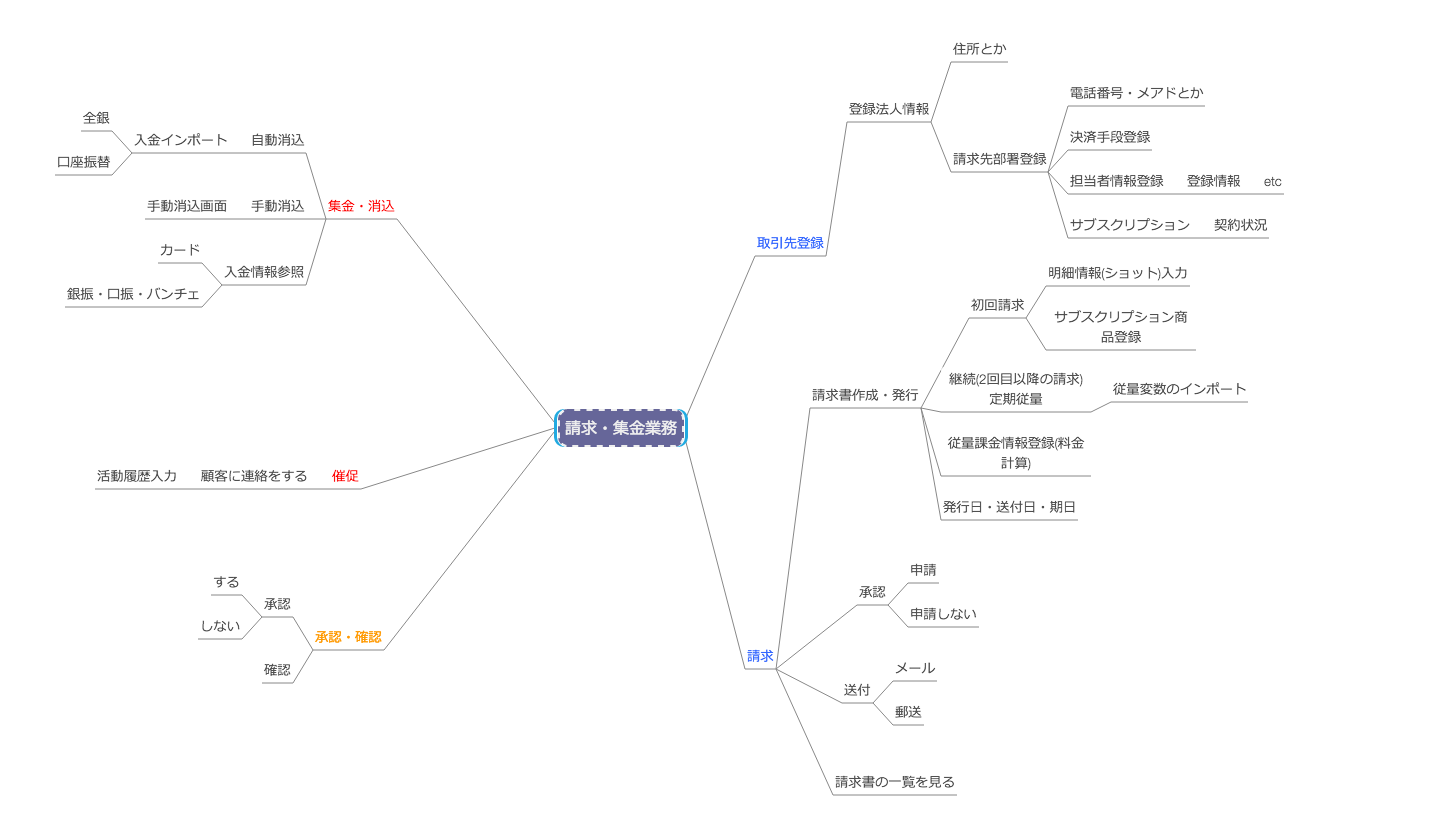 請求・集金業務
取引先登録
登録法人情報
住所とか
請求先部署登録
電話番号・メアドとか
決済手段登録
担当者情報登録
登録情報
etc
サブスクリプション
契約状況
請求
請求書作成・発行
初回請求
明細情報(ショット)入力
サブスクリプション商
品登録
継続(2回目以降の請求)
定期従量
従量変数のインポート
従量課金情報登録(料金
計算)
発行日・送付日・期日
承認
申請
申請しない
送付
メール
郵送
請求書の一覧を見る
集金・消込
自動消込
入金インポート
全銀
口座振替
手動消込
手動消込画面
入金情報参照
カード
銀振・口振・バンチェ
催促
顧客に連絡をする
活動履歴入力
承認・確認
承認
する
しない
確認